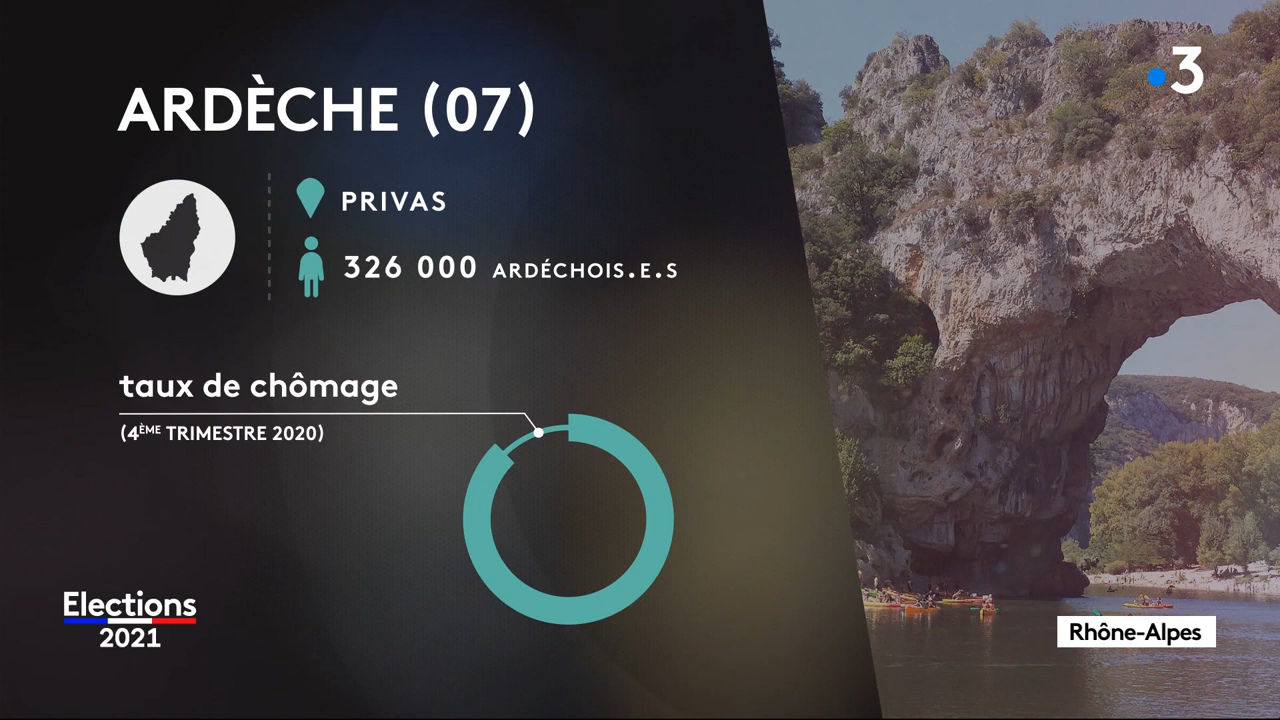 ARDÈCHE (07)
3
PRIVAS
326 000 ARDÉCHOIS.E.S
taux de chômage
(4ÈME TRIMESTRE 2020)
Elections
2021
Rhône-Alpes